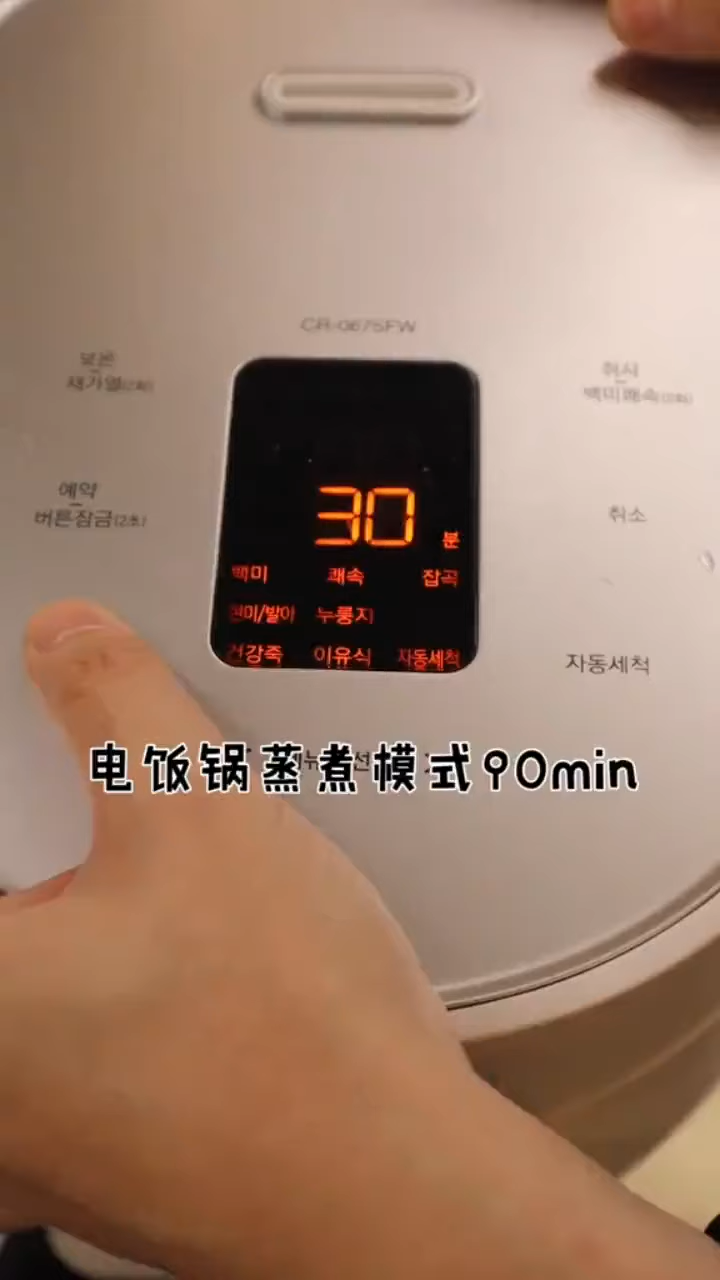 CR-0675FW
보온
재가열(2회)
취사
백미쾌속(2회)
30
분
예약
버튼잠금(2초)
취소
백미 쾌속 잡곡
현미/발아 누룽지
건강죽 이유식 자동세척
자동세척
电饭锅蒸煮模式90min